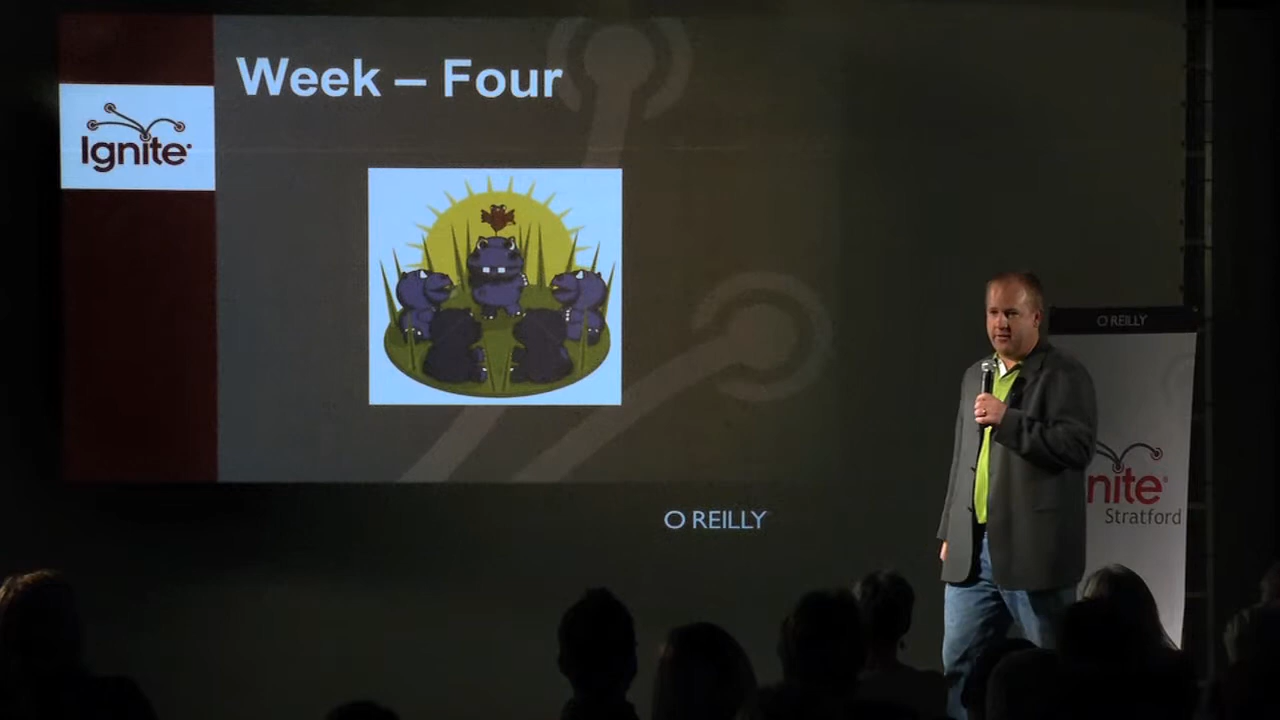 Week – Four
Ignite
O REILLY
O REILLY
nite
Stratford